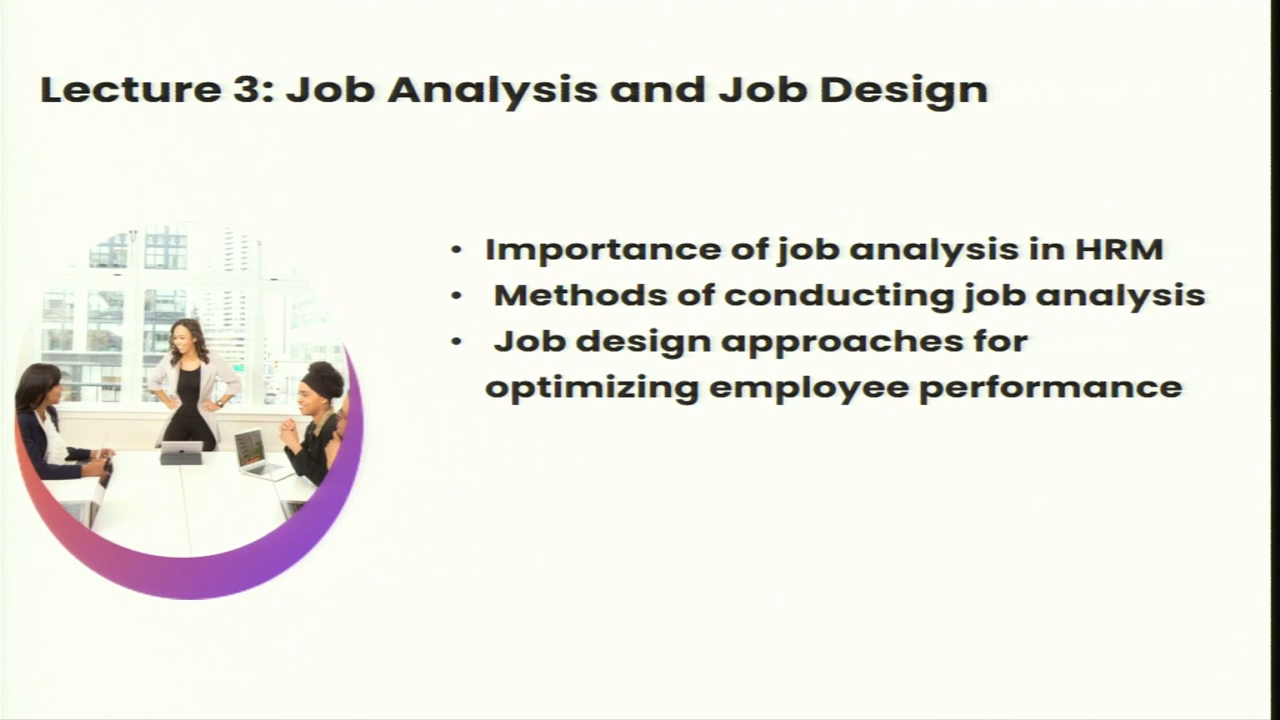 Lecture 3: Job Analysis and Job Design
• Importance of job analysis in HRM
• Methods of conducting job analysis
• Job design approaches for
optimizing employee performance